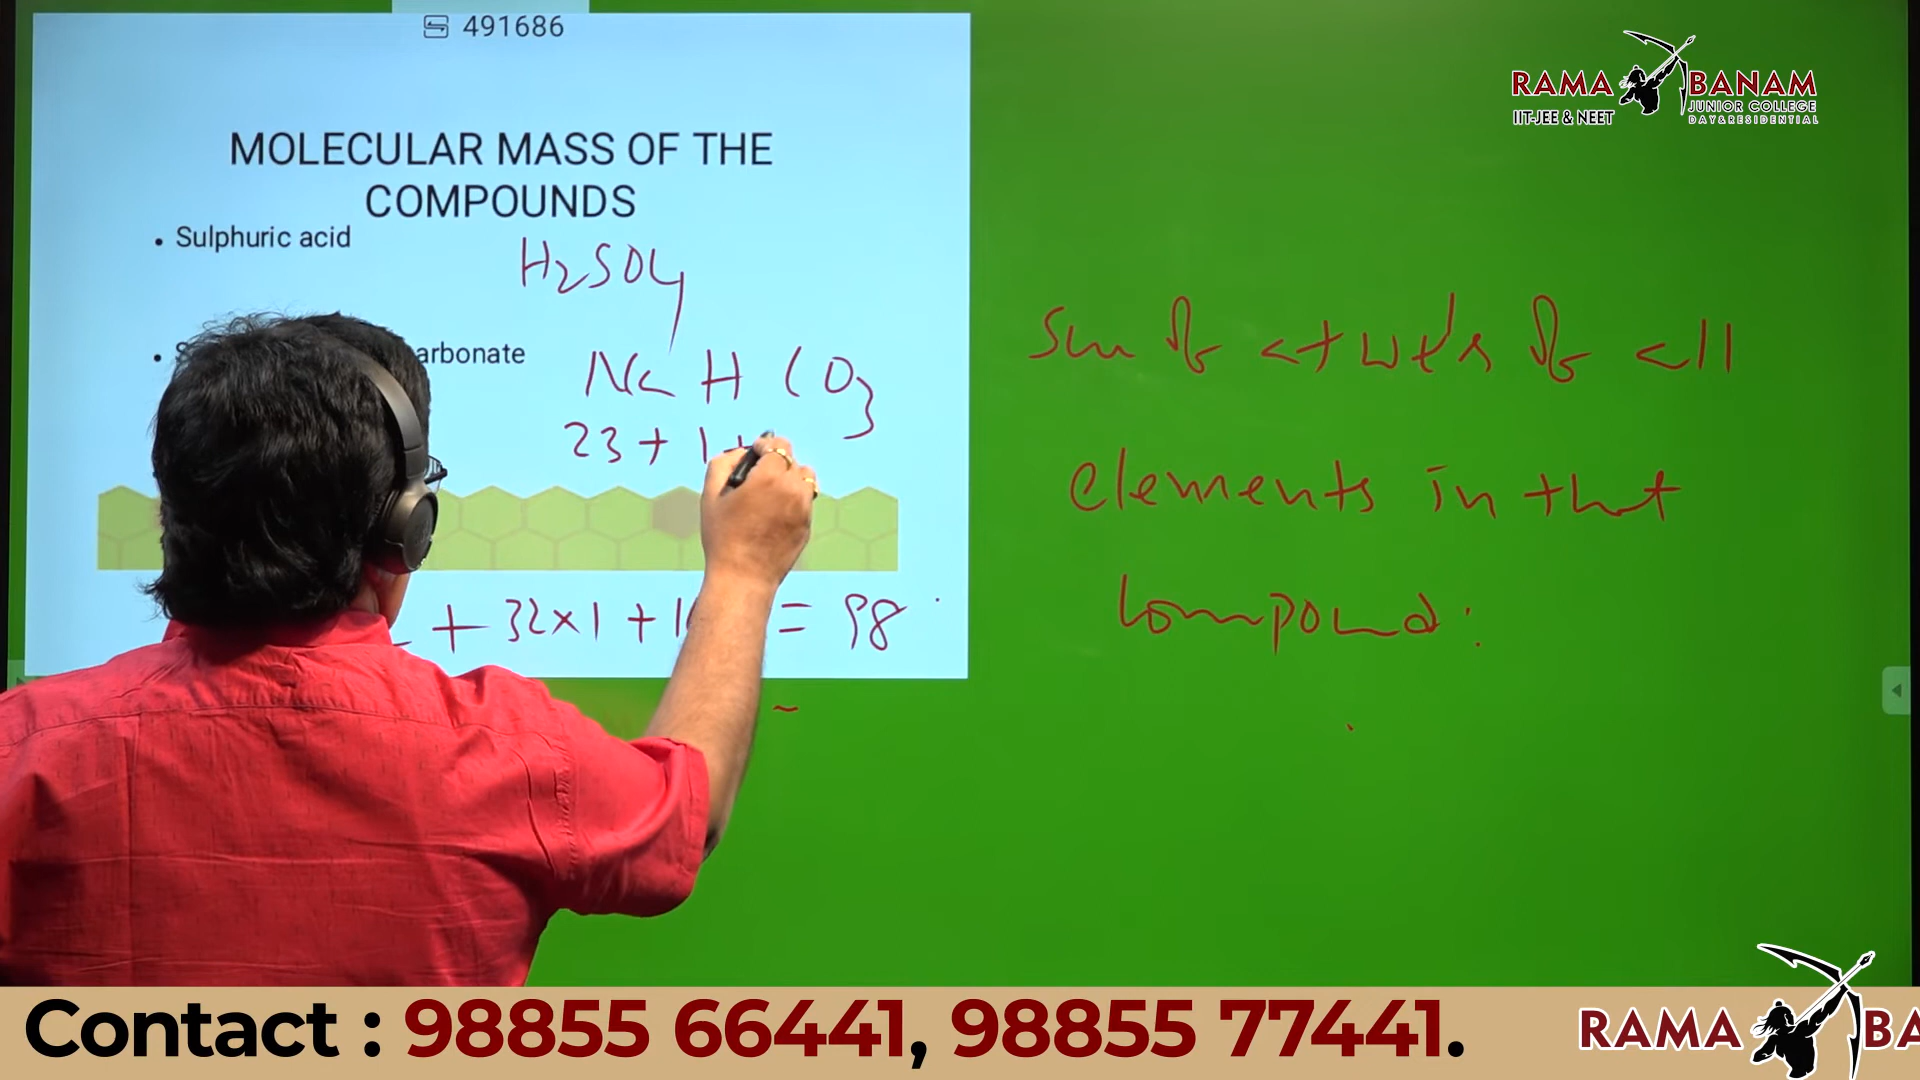 491686
RAMA BANAM
JUNIOR COLLEGE
IIT-JEE & NEET
DAY & RESIDENTIAL
MOLECULAR MASS OF THE
COMPOUNDS
• Sulphuric acid
H2SO4
• arbonate
NaHCO3
23 + 1 +
+ 32x1 + 1 = 98
Sum of at wt's of all
elements in that
compound:
Contact : 98855 66441, 98855 77441.
RAMA BA